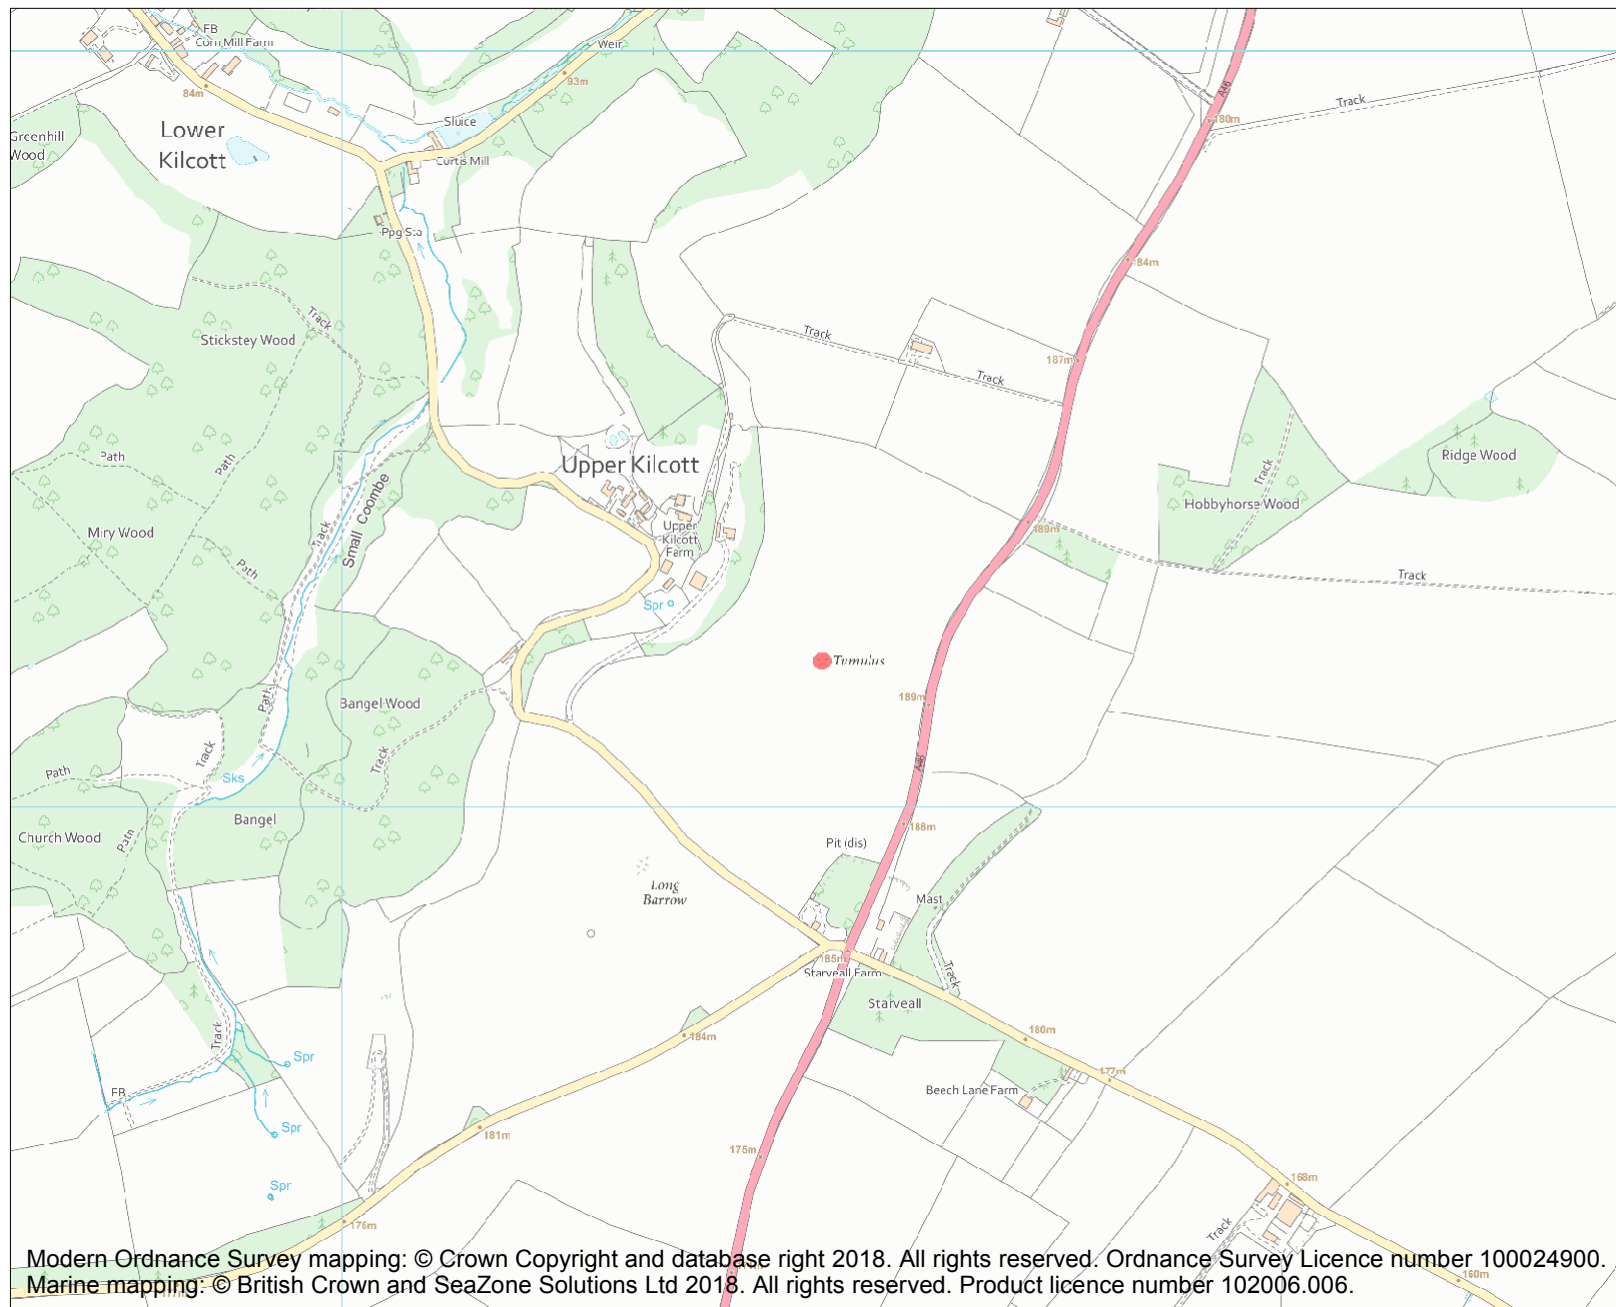 FB
Corn Mill Farm
Weir
93m
84m
A46
Track
180m
Lower
Kilcott
Sluice
Greenhill
Wood
Curtis Mill
Ppg Sta
184m
Track
Stickstey Wood
Track
187m
Track
Path
Path
Upper Kilcott
Track
Ridge Wood
Hobbyhorse Wood
Small Coombe
Miry Wood
Track
Upper
Kilcott
Farm
189m
Path
Track
Spr
Tumulus
Path
Bangel Wood
189m
Track
Track
Path
Sks
A46
Bangel
188m
Church Wood
Path
Pit (dis)
Long
Barrow
Mast
185m
Starveall Farm
Track
Starveall
Track
184m
180m
Spr
177m
FB
Beech Lane Farm
Spr
181m
175m
Spr
168m
176m
Track
Modern Ordnance Survey mapping: © Crown Copyright and database right 2018. All rights reserved. Ordnance Survey Licence number 100024900.
160m
Marine mapping: © British Crown and SeaZone Solutions Ltd 2018. All rights reserved. Product licence number 102006.006.